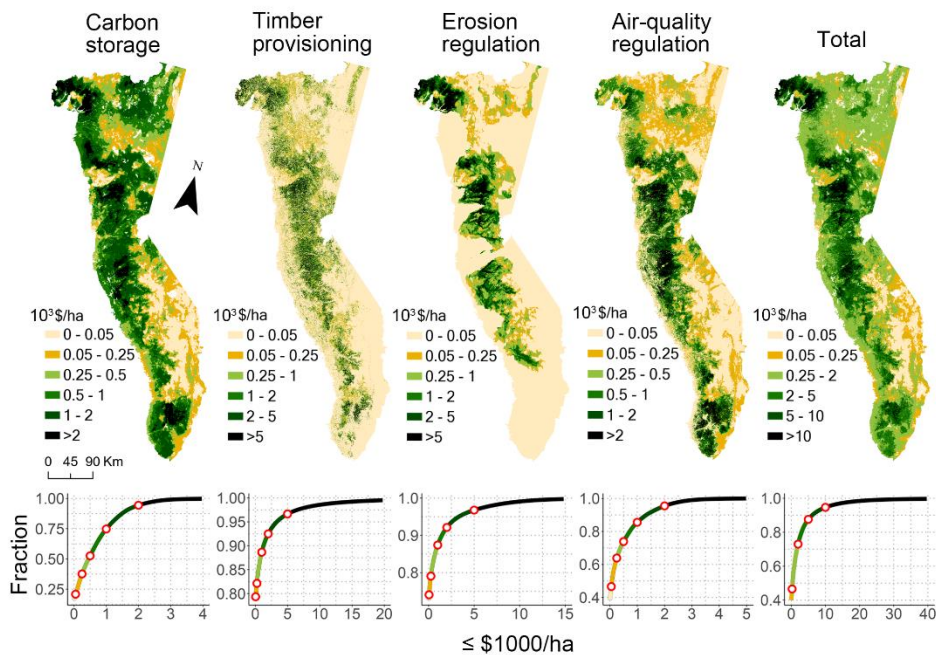 Carbon
storage
Timber
provisioning
Erosion
regulation
Air-quality
regulation
Total
N
10³$/ha
0 - 0.05
0.05 - 0.25
0.25 - 0.5
0.5 - 1
1 - 2
>2
0 45 90 Km
10³$/ha
0 - 0.05
0.05 - 0.25
0.25 - 1
1 - 2
2 - 5
>5
10³$/ha
0 - 0.05
0.05 - 0.25
0.25 - 1
1 - 2
2 - 5
>5
10³$/ha
0 - 0.05
0.05 - 0.25
0.25 - 0.5
0.5 - 1
1 - 2
>2
10³$/ha
0 - 0.05
0.05 - 0.25
0.25 - 2
2 - 5
5 - 10
>10
Fraction
1.00
0.75
0.50
0.25
0 1 2 3 4
1.00
0.95
0.90
0.85
0.80
0 5 10 15 20
1.0
0.9
0.8
0 5 10 15
1.0
0.8
0.6
0.4
0 1 2 3 4 5
1.0
0.8
0.6
0.4
0 10 20 30 40
≤ $1000/ha